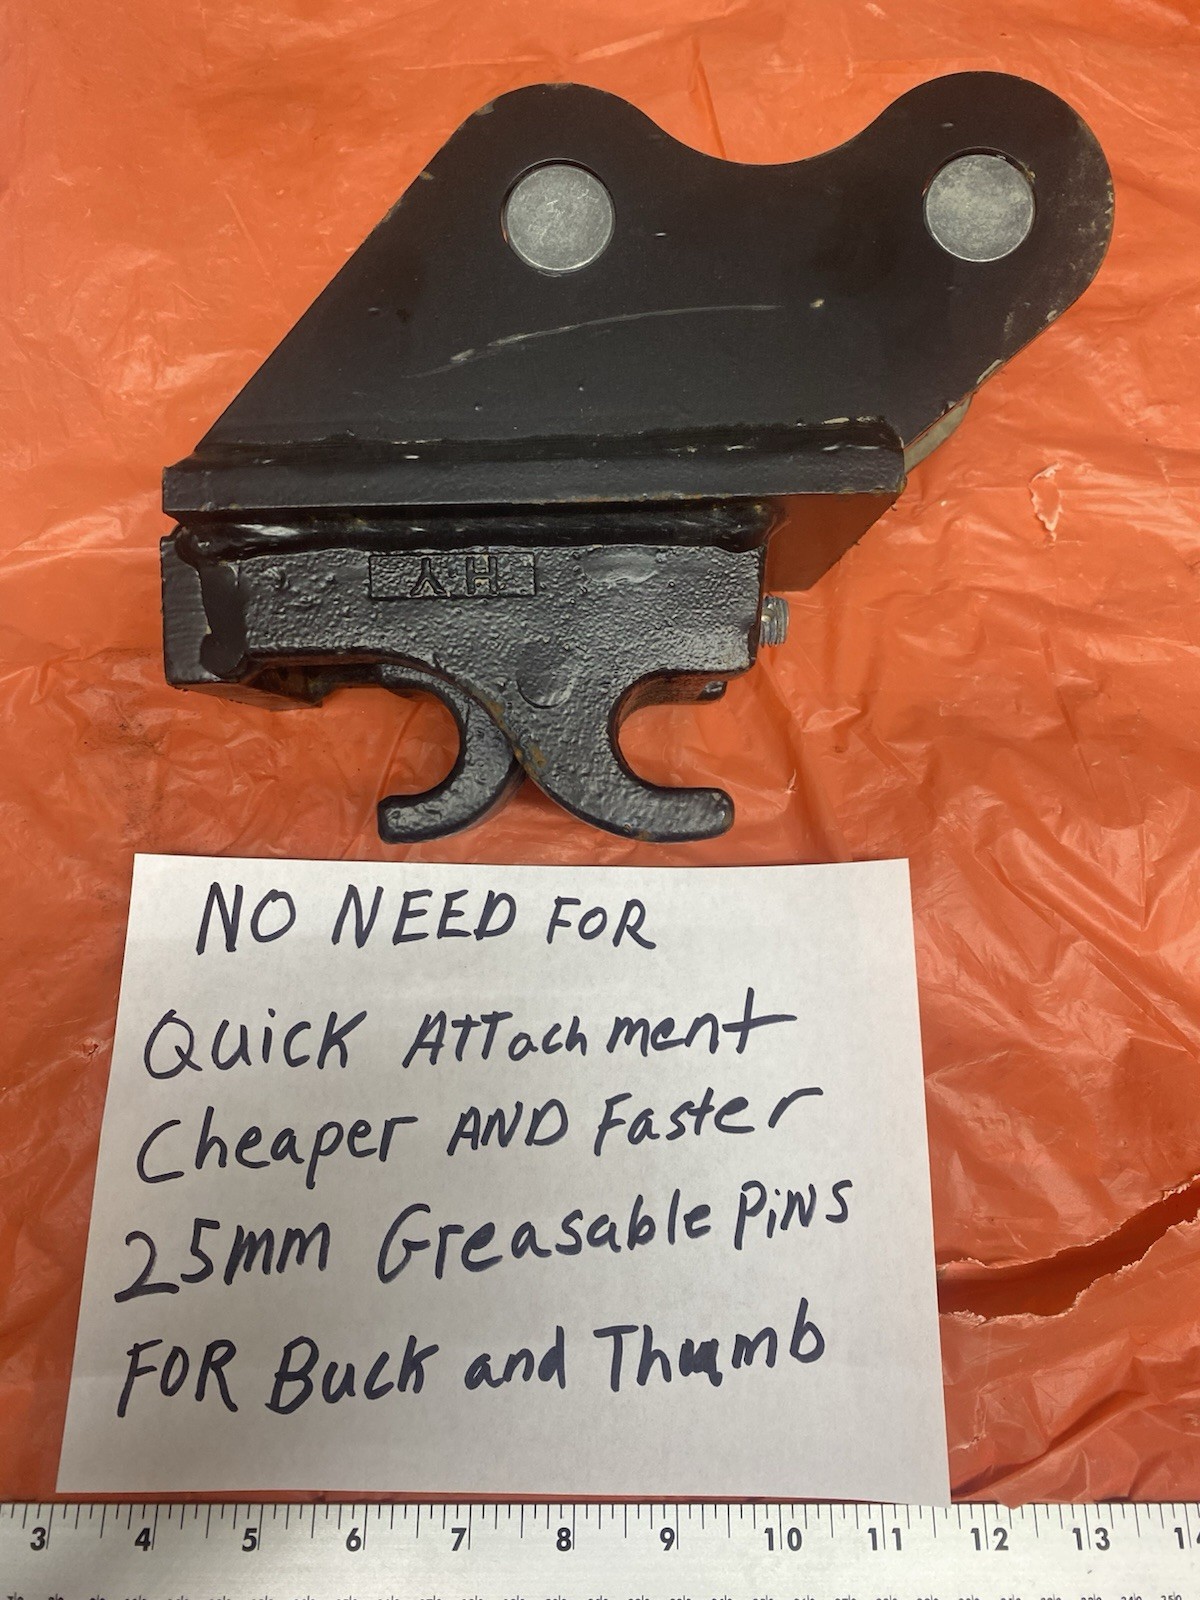 HY
NO NEED FOR
Quick Attachment
Cheaper AND Faster
25mm Greasable Pins
FOR Buck and Thumb
3 4 5 6 7 8 9 10 11 12 13 14